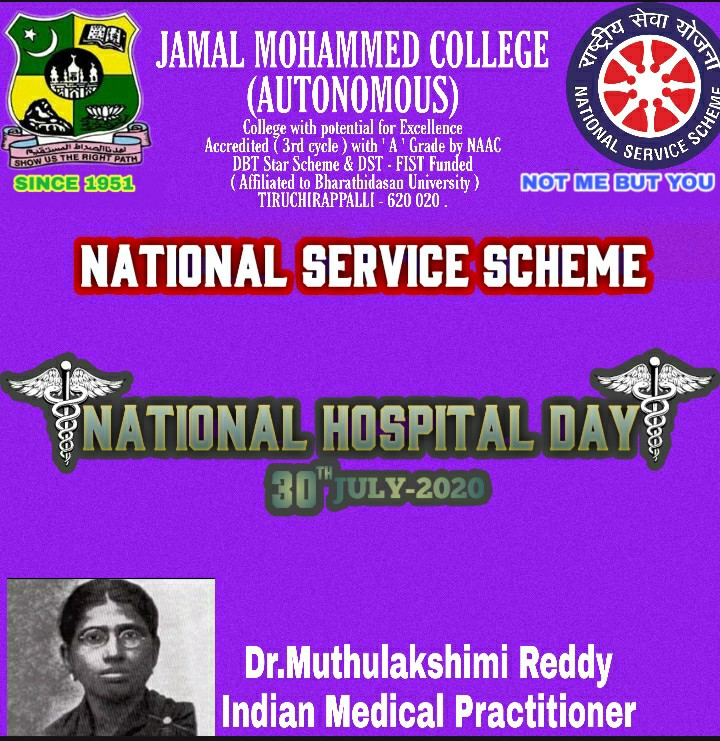 JAMAL MOHAMMED COLLEGE
(AUTONOMOUS)
College with potential for Excellence
Accredited ( 3rd cycle ) with ' A ' Grade by NAAC
DBT Star Scheme & DST - FIST Funded
( Affiliated to Bharathidasan University )
TIRUCHIRAPPALLI - 620 020 .
SHOW US THE RIGHT PATH
SINCE 1951
राष्ट्रीय सेवा योजना
NATIONAL SERVICE SCHEME
NOT ME BUT YOU
NATIONAL SERVICE SCHEME
NATIONAL HOSPITAL DAY
30TH JULY-2020
Dr.Muthulakshimi Reddy
Indian Medical Practitioner